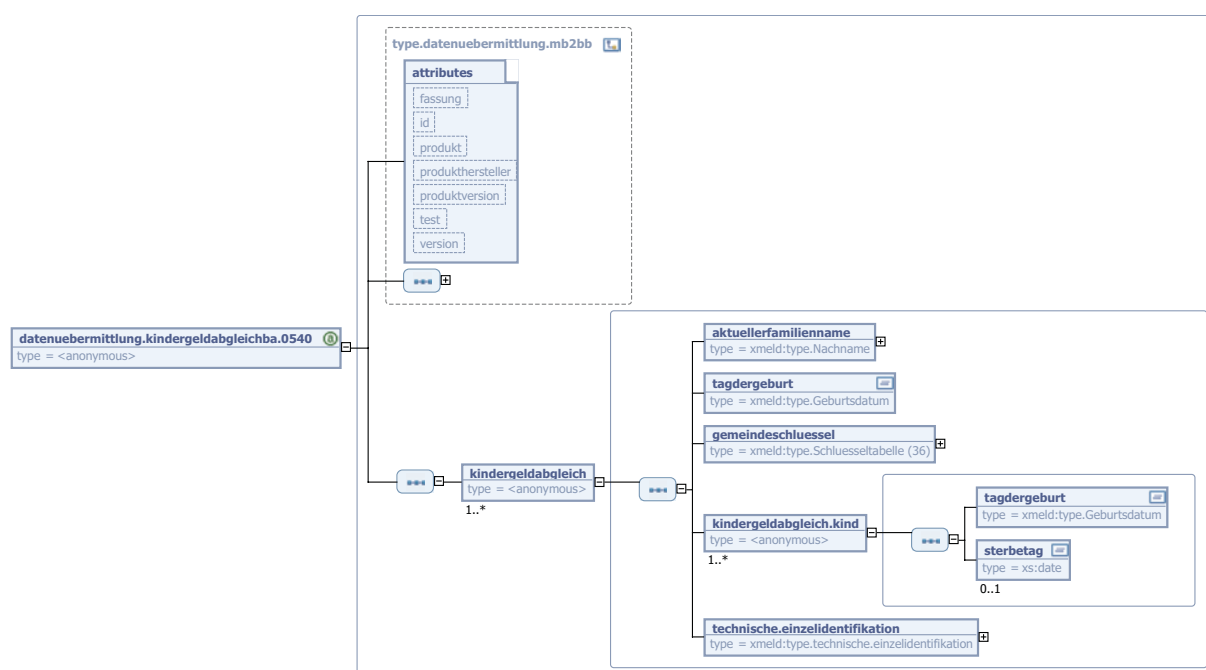 type.datenuebermittlung.mb2bb
attributes
fassung
id
produkt
produkthersteller
produktversion
test
version
datenuebermittlung.kindergeldabgleichba.0540
type = <anonymous>
kindergeldabgleich
type = <anonymous>
1..*
aktuellerfamilienname
type = xmeld:type.Nachname
tagdergeburt
type = xmeld:type.Geburtsdatum
gemeindeschluessel
type = xmeld:type.Schluesseltabelle (36)
kindergeldabgleich.kind
type = <anonymous>
1..*
tagdergeburt
type = xmeld:type.Geburtsdatum
sterbetag
type = xs:date
0..1
technische.einzelidentifikation
type = xmeld:type.technische.einzelidentifikation